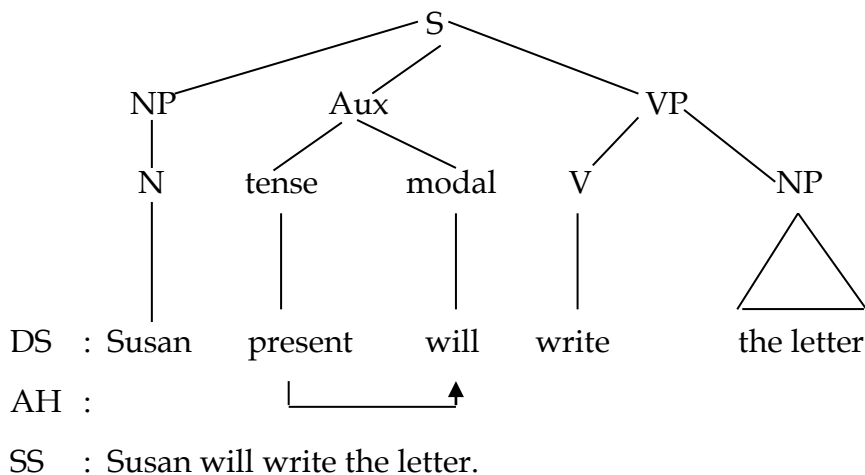 S
NP Aux VP
N tense modal V NP
DS : Susan present will write the letter
AH :
SS : Susan will write the letter.